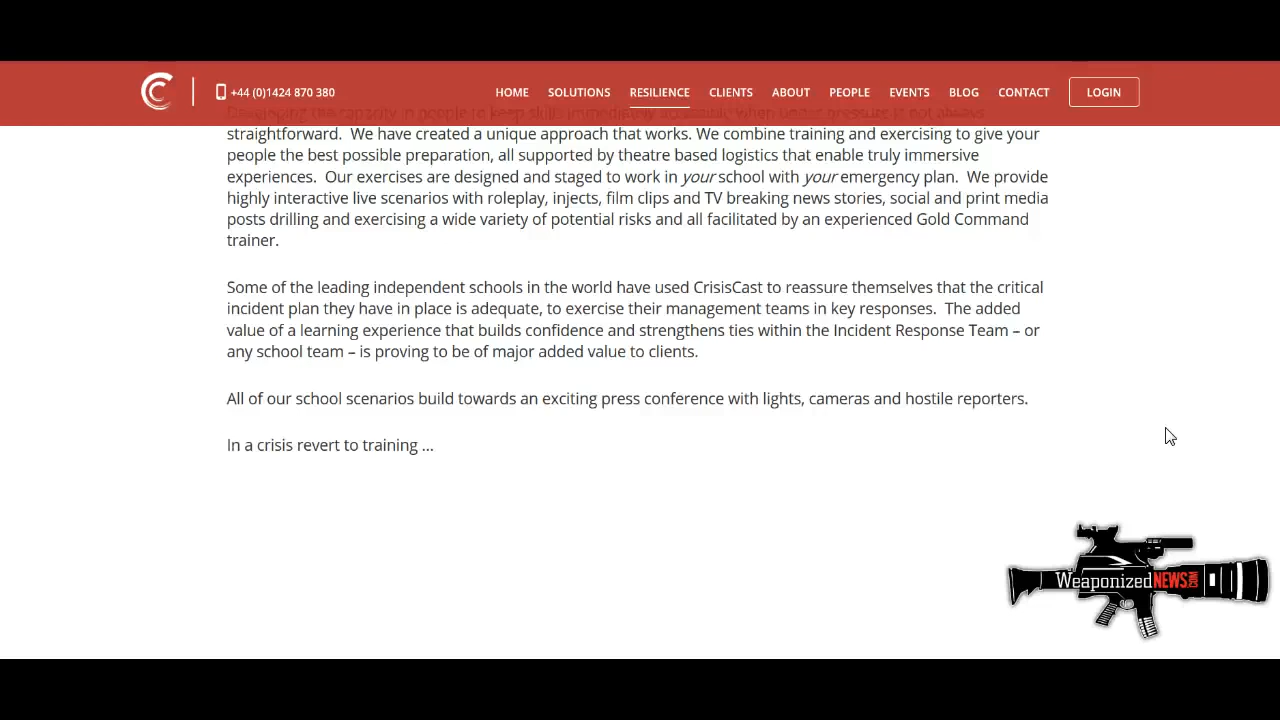 +44 (0)1424 870 380
HOME SOLUTIONS RESILIENCE CLIENTS ABOUT PEOPLE EVENTS BLOG CONTACT LOGIN
straightforward. We have created a unique approach that works. We combine training and exercising to give your
people the best possible preparation, all supported by theatre based logistics that enable truly immersive
experiences. Our exercises are designed and staged to work in your school with your emergency plan. We provide
highly interactive live scenarios with roleplay, injects, film clips and TV breaking news stories, social and print media
posts drilling and exercising a wide variety of potential risks and all facilitated by an experienced Gold Command
trainer.
Some of the leading independent schools in the world have used CrisisCast to reassure themselves that the critical
incident plan they have in place is adequate, to exercise their management teams in key responses. The added
value of a learning experience that builds confidence and strengthens ties within the Incident Response Team – or
any school team – is proving to be of major added value to clients.
All of our school scenarios build towards an exciting press conference with lights, cameras and hostile reporters.
In a crisis revert to training ...
WeaponizedNEWS